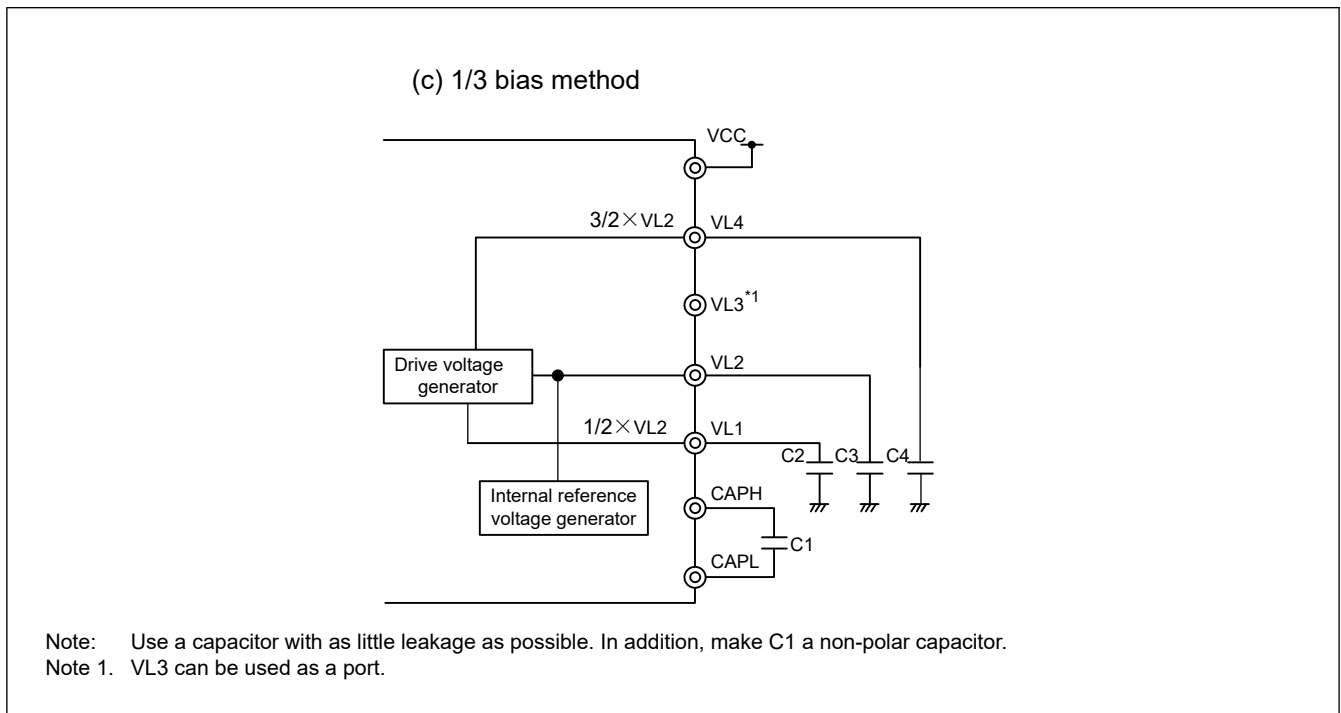 (c) 1/3 bias method
VCC
3/2×VL2
VL4
VL3*1
Drive voltage
generator
VL2
1/2×VL2
VL1
C2
C3
C4
Internal reference
voltage generator
CAPH
C1
CAPL
Note: Use a capacitor with as little leakage as possible. In addition, make C1 a non-polar capacitor.
Note 1. VL3 can be used as a port.